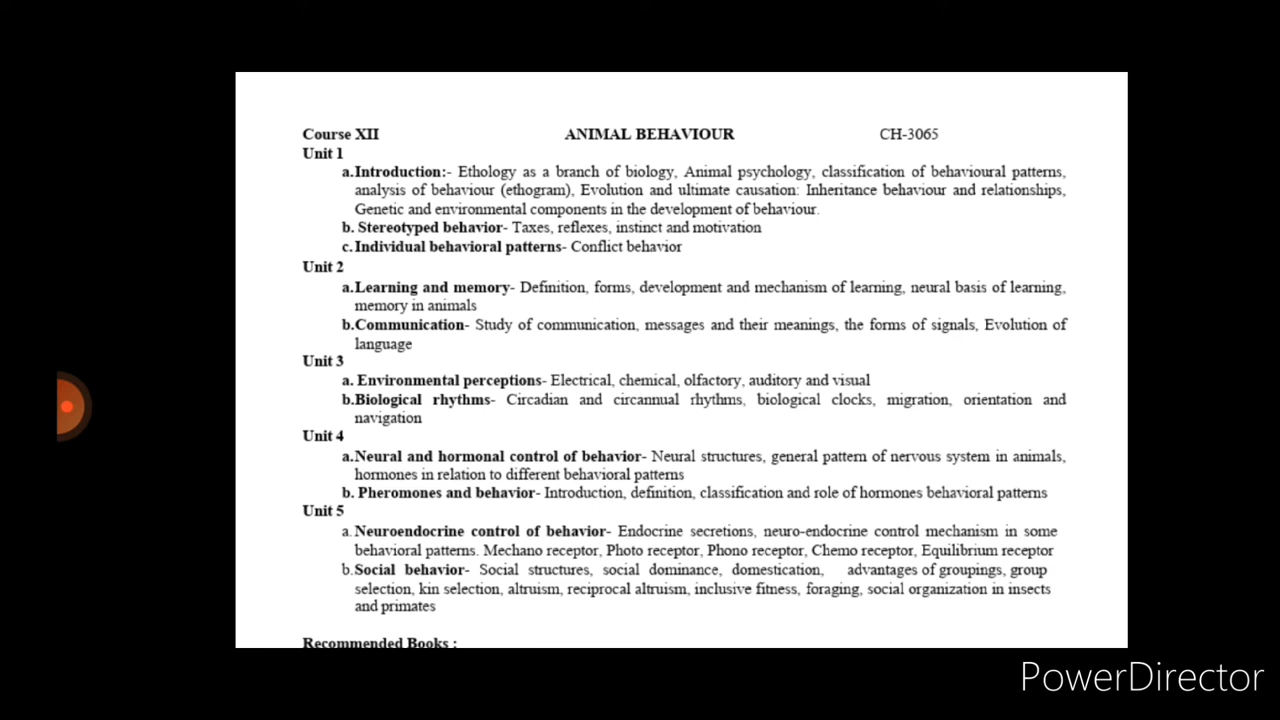 Course XII ANIMAL BEHAVIOUR CH-3065
Unit 1
a.Introduction:- Ethology as a branch of biology, Animal psychology, classification of behavioural patterns,
analysis of behaviour (ethogram), Evolution and ultimate causation: Inheritance behaviour and relationships,
Genetic and environmental components in the development of behaviour.
b. Stereotyped behavior- Taxes, reflexes, instinct and motivation
c. Individual behavioral patterns- Conflict behavior
Unit 2
a.Learning and memory- Definition, forms, development and mechanism of learning, neural basis of learning,
memory in animals
b.Communication- Study of communication, messages and their meanings, the forms of signals, Evolution of
language
Unit 3
a. Environmental perceptions- Electrical, chemical, olfactory, auditory and visual
b.Biological rhythms- Circadian and circannual rhythms, biological clocks, migration, orientation and
navigation
Unit 4
a.Neural and hormonal control of behavior- Neural structures, general pattern of nervous system in animals,
hormones in relation to different behavioral patterns
b. Pheromones and behavior- Introduction, definition, classification and role of hormones behavioral patterns
Unit 5
a. Neuroendocrine control of behavior- Endocrine secretions, neuro-endocrine control mechanism in some
behavioral patterns. Mechano receptor, Photo receptor, Phono receptor, Chemo receptor, Equilibrium receptor
b. Social behavior- Social structures, social dominance, domestication, advantages of groupings, group
selection, kin selection, altruism, reciprocal altruism, inclusive fitness, foraging, social organization in insects
and primates
Recommended Books :
PowerDirector